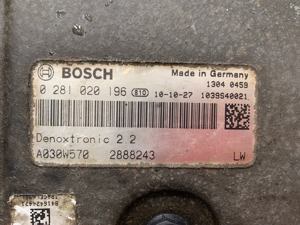 BOSCH
Made in Germany
1304 0459
0 281 020 196 610 10-10-27 1039S40021
Denoxtronic 2.2
A030W570 2888243 LW